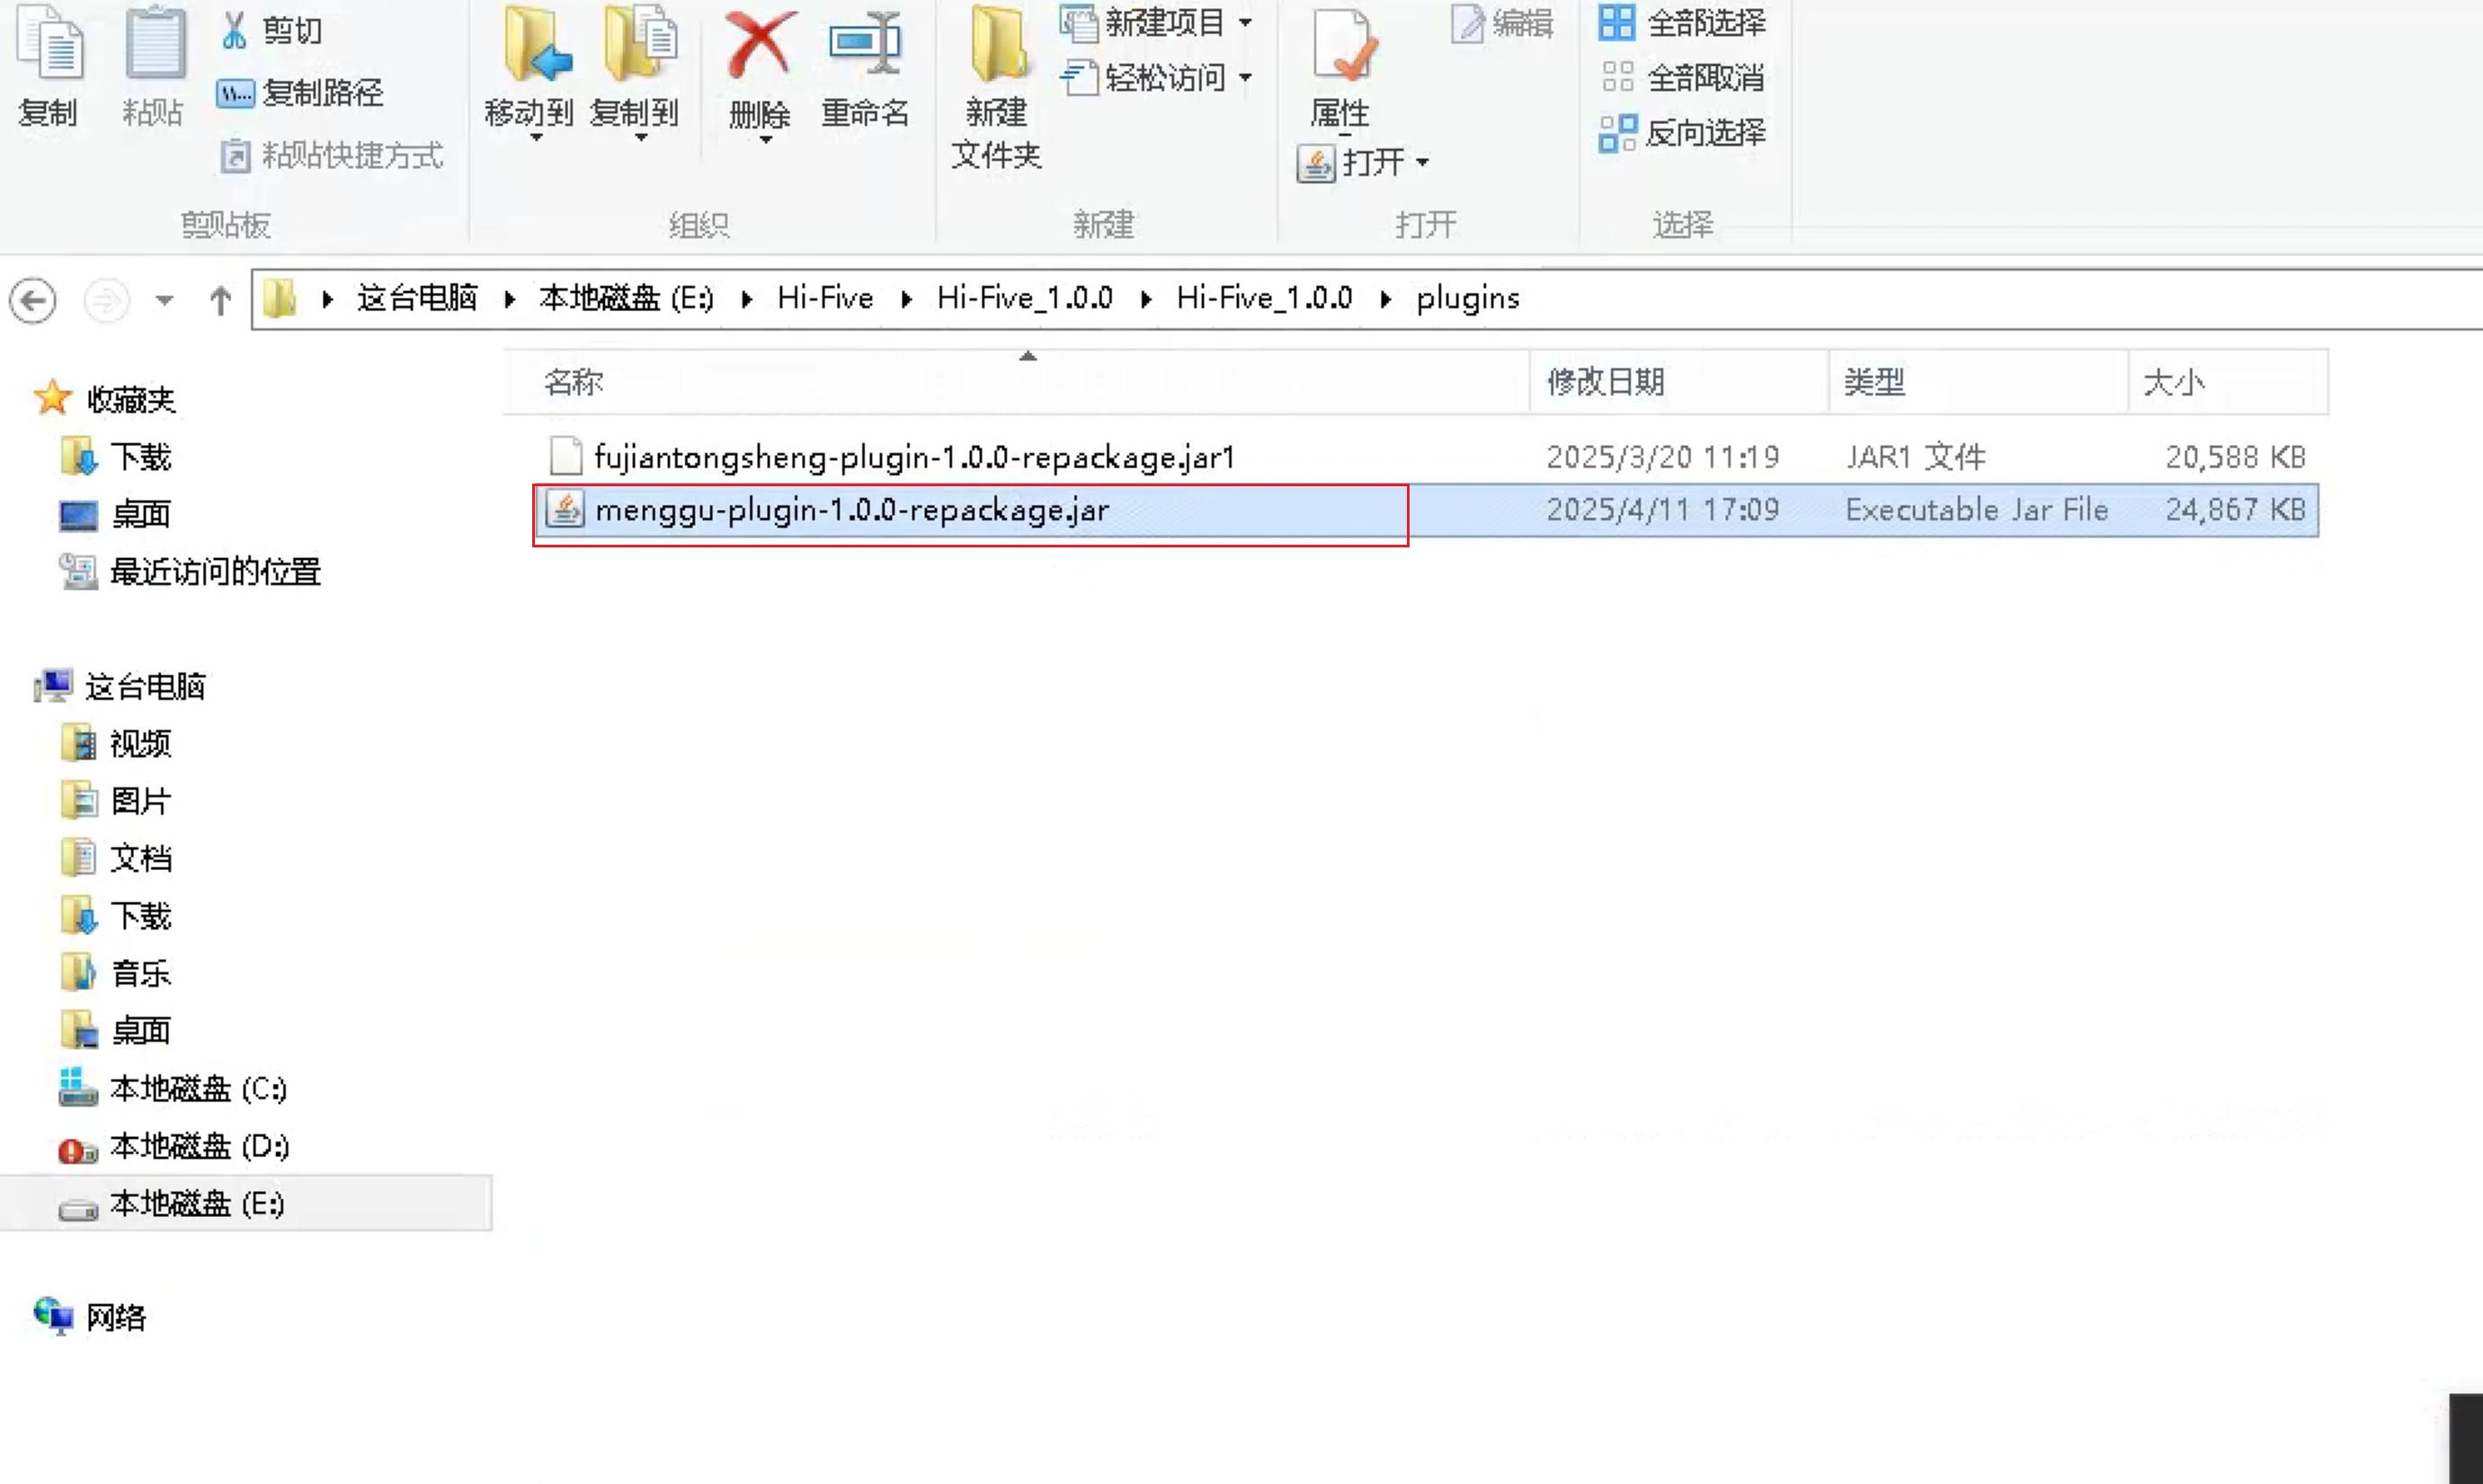 复制
粘贴
剪切
复制路径
粘贴快捷方式
剪贴板
移动到
复制到
删除
重命名
组织
新建
文件夹
新建项目
轻松访问
新建
属性
打开
编辑
打开
全部选择
全部取消
反向选择
选择
这台电脑 本地磁盘 (E:) Hi-Five Hi-Five_1.0.0 Hi-Five_1.0.0 plugins
名称 修改日期 类型 大小
fujiantongsheng-plugin-1.0.0-repackage.jar1 2025/3/20 11:19 JAR1 文件 20,588 KB
menggu-plugin-1.0.0-repackage.jar 2025/4/11 17:09 Executable Jar File 24,867 KB
收藏夹
下载
桌面
最近访问的位置
这台电脑
视频
图片
文档
下载
音乐
桌面
本地磁盘 (C:)
本地磁盘 (D:)
本地磁盘 (E:)
网络